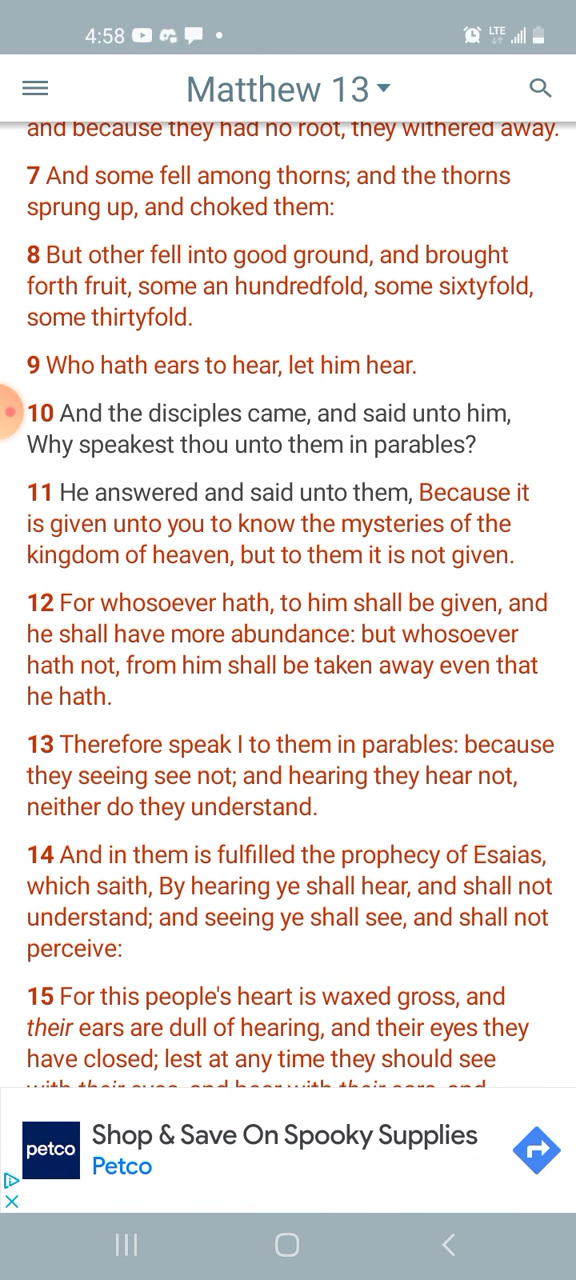 4:58
LTE
Matthew 13
and because they had no root, they withered away.
7 And some fell among thorns; and the thorns
sprung up, and choked them:
8 But other fell into good ground, and brought
forth fruit, some an hundredfold, some sixtyfold,
some thirtyfold.
9 Who hath ears to hear, let him hear.
10 And the disciples came, and said unto him,
Why speakest thou unto them in parables?
11 He answered and said unto them, Because it
is given unto you to know the mysteries of the
kingdom of heaven, but to them it is not given.
12 For whosoever hath, to him shall be given, and
he shall have more abundance: but whosoever
hath not, from him shall be taken away even that
he hath.
13 Therefore speak I to them in parables: because
they seeing see not; and hearing they hear not,
neither do they understand.
14 And in them is fulfilled the prophecy of Esaias,
which saith, By hearing ye shall hear, and shall not
understand; and seeing ye shall see, and shall not
perceive:
15 For this people's heart is waxed gross, and
their ears are dull of hearing, and their eyes they
have closed; lest at any time they should see
with their eyes, and hear with their ears, and
petco
Shop & Save On Spooky Supplies
Petco